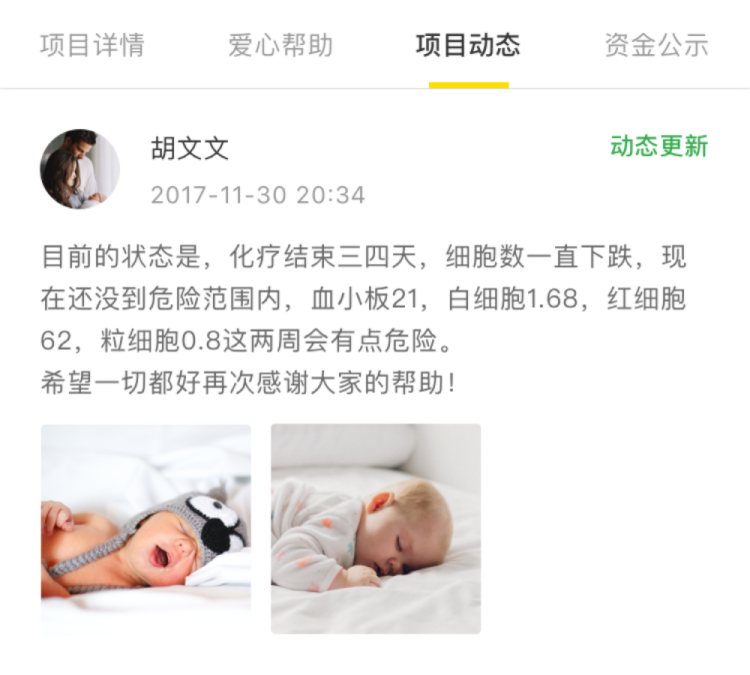 项目详情 爱心帮助 项目动态 资金公示
胡文文 动态更新
2017-11-30 20:34
目前的状态是，化疗结束三四天，细胞数一直下跌，现
在还没到危险范围内，血小板21，白细胞1.68，红细胞
62，粒细胞0.8这两周会有点危险。
希望一切都好再次感谢大家的帮助！